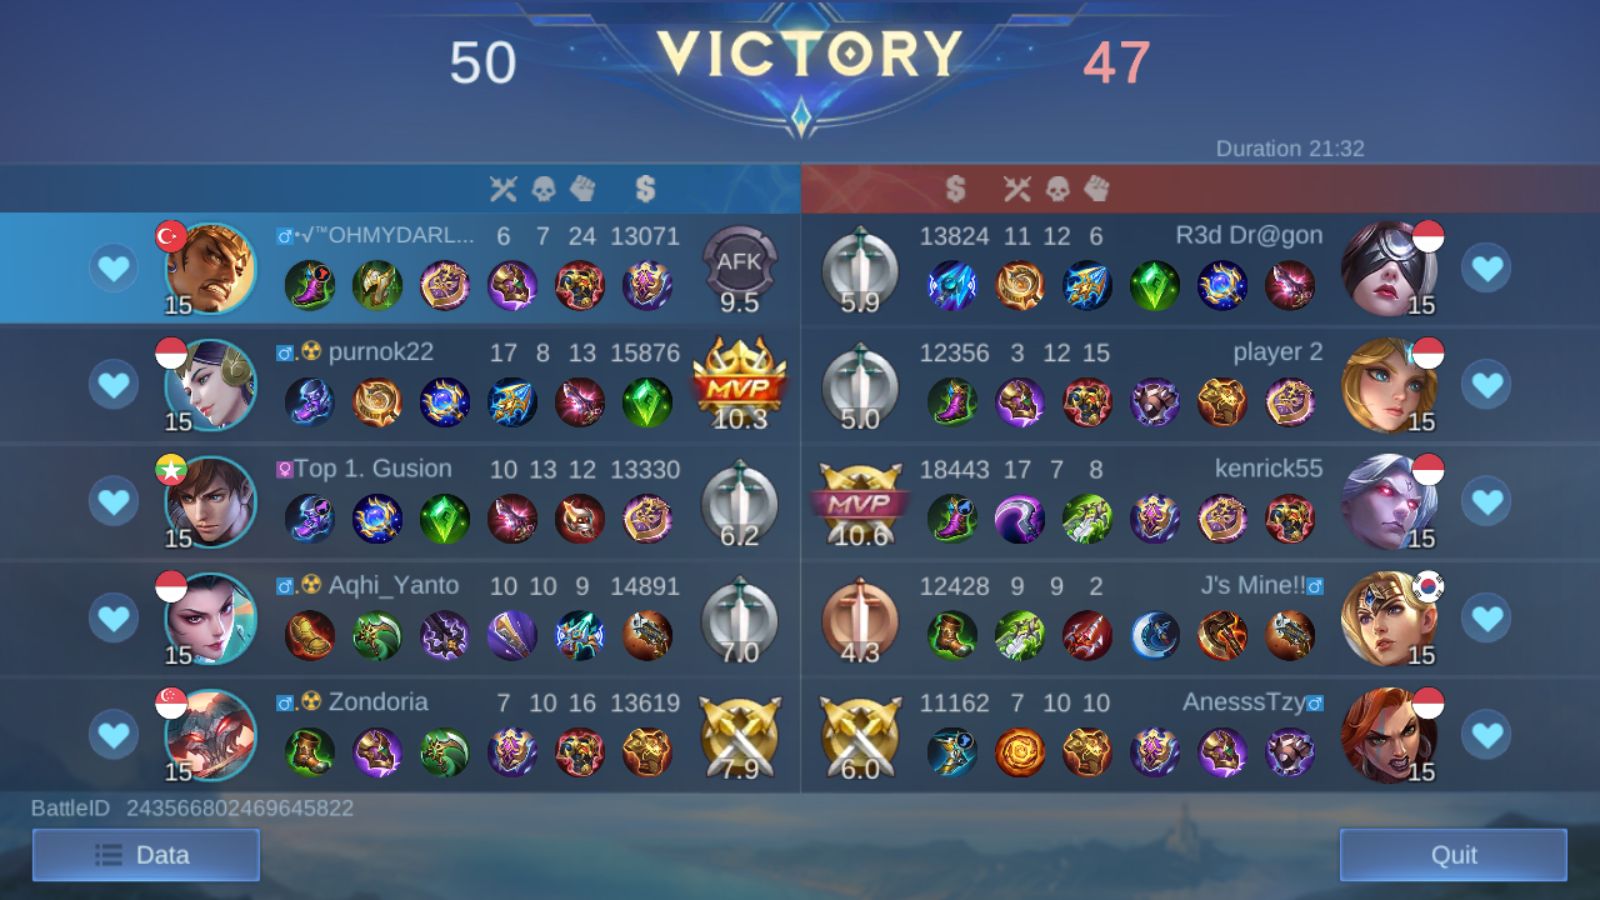 50 VICTORY 47
Duration 21:32
•√™OHMYDARL... 6 7 24 13071 AFK 9.5
15
5.9 13824 11 12 6 R3d Dr@gon
15
.☢ purnok22 17 8 13 15876 MVP 10.3
15
5.0 12356 3 12 15 player 2
15
Top 1. Gusion 10 13 12 13330 6.2
15
MVP 10.6 18443 17 7 8 kenrick55
15
.☢ Aqhi_Yanto 10 10 9 14891 7.0
15
4.3 12428 9 9 2 J's Mine!!
15
.☢ Zondoria 7 10 16 13619 7.9
15
6.0 11162 7 10 10 AnesssTzy
15
BattleID 243566802469645822
Data
Quit